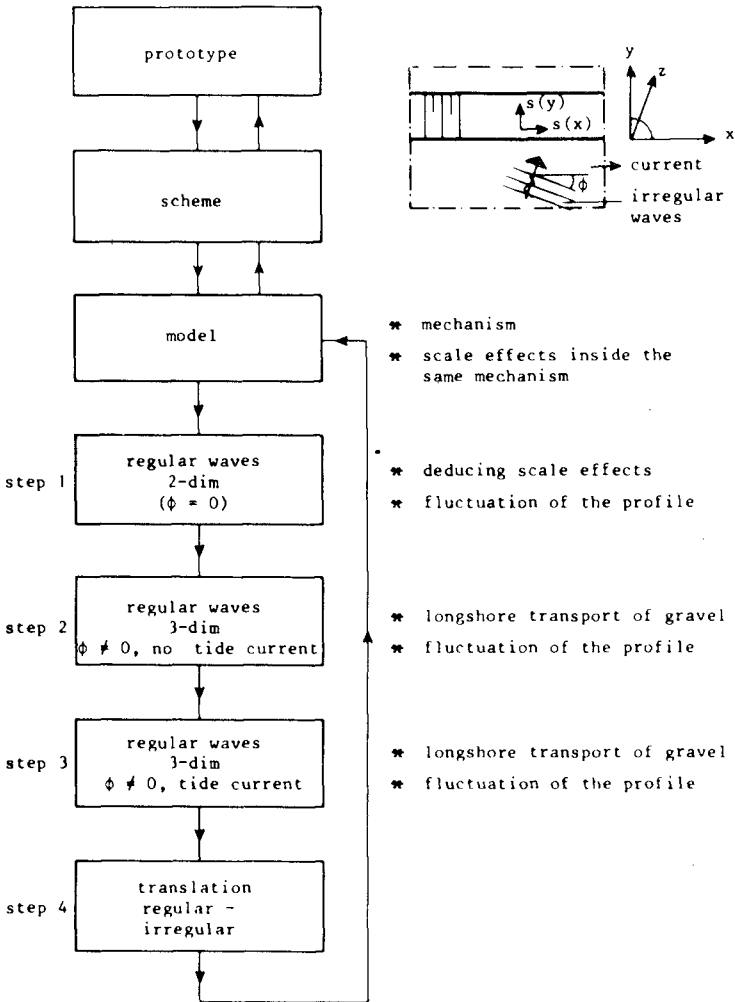 prototype
scheme
model
y
z
x
s(y)
s(x)
ϕ
current
irregular
waves
* mechanism
* scale effects inside the
same mechanism
step 1
regular waves
2-dim
(ϕ = 0)
* deducing scale effects
* fluctuation of the profile
step 2
regular waves
3-dim
ϕ ≠ 0, no tide current
* longshore transport of gravel
* fluctuation of the profile
step 3
regular waves
3-dim
ϕ ≠ 0, tide current
* longshore transport of gravel
* fluctuation of the profile
step 4
translation
regular -
irregular